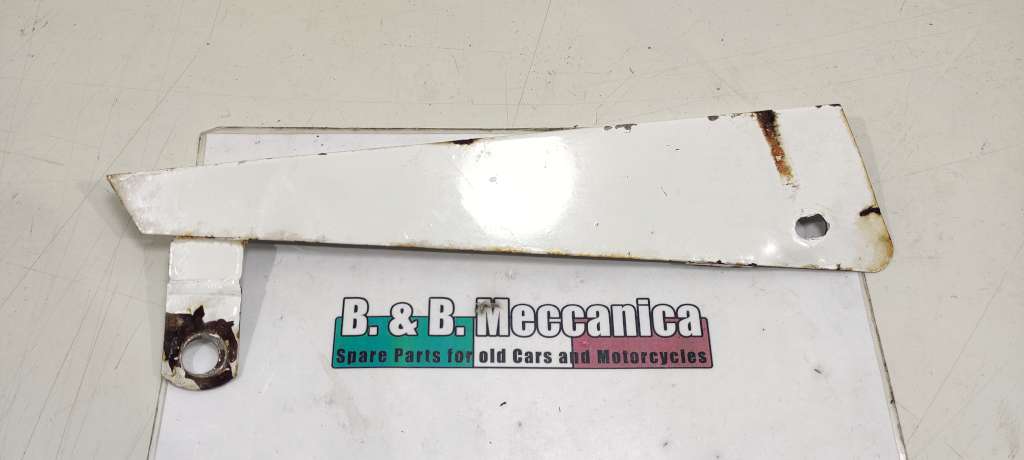 B. & B. Meccanica
Spare Parts for old Cars and Motorcycles